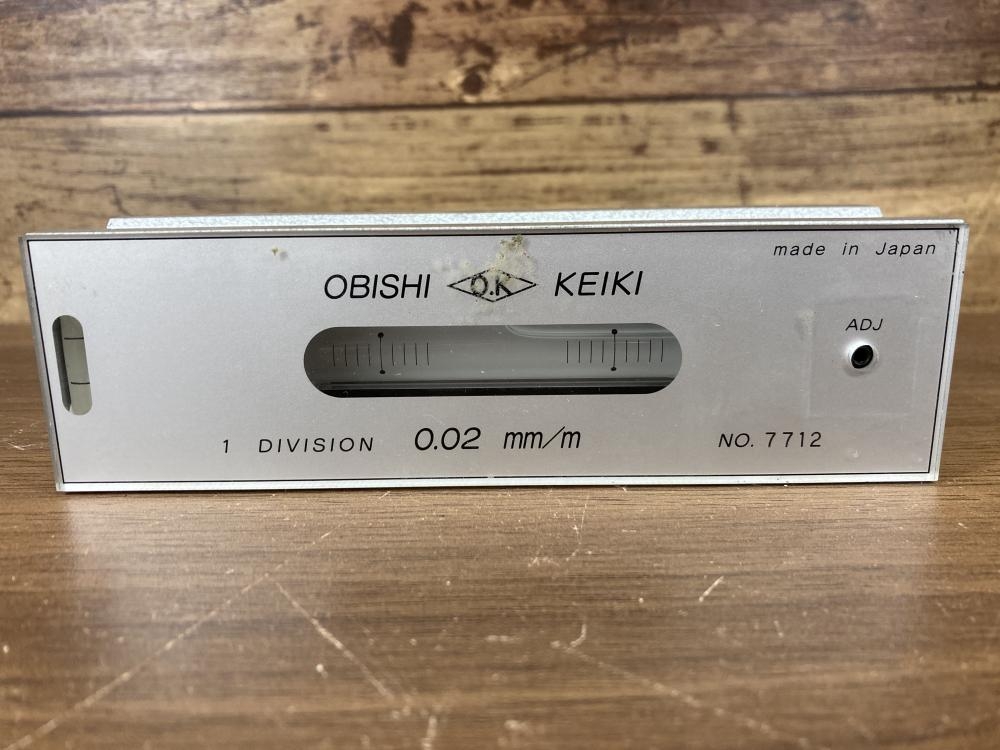 made in Japan
OBISHI O.K KEIKI
ADJ
1 DIVISION 0.02 mm/m
NO. 7712